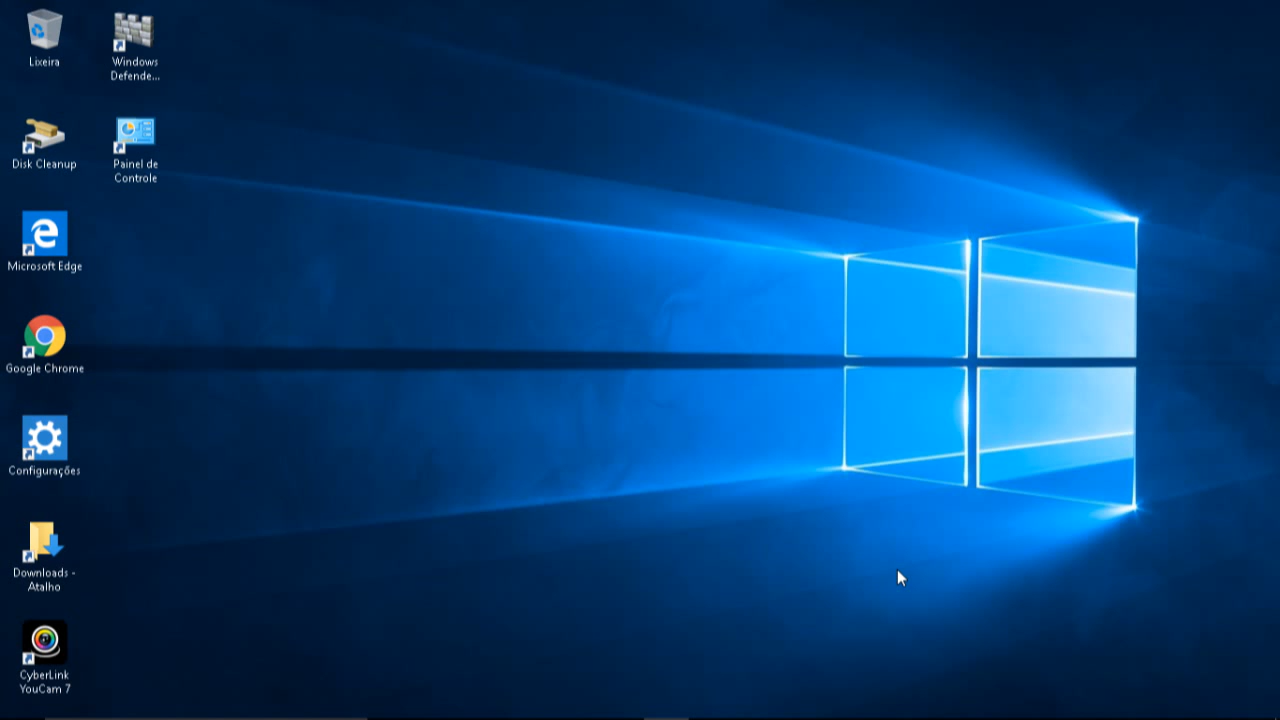 Lixeira
Windows
Defende...
Disk Cleanup
Painel de
Controle
Microsoft Edge
Google Chrome
Configurações
Downloads -
Atalho
CyberLink
YouCam 7